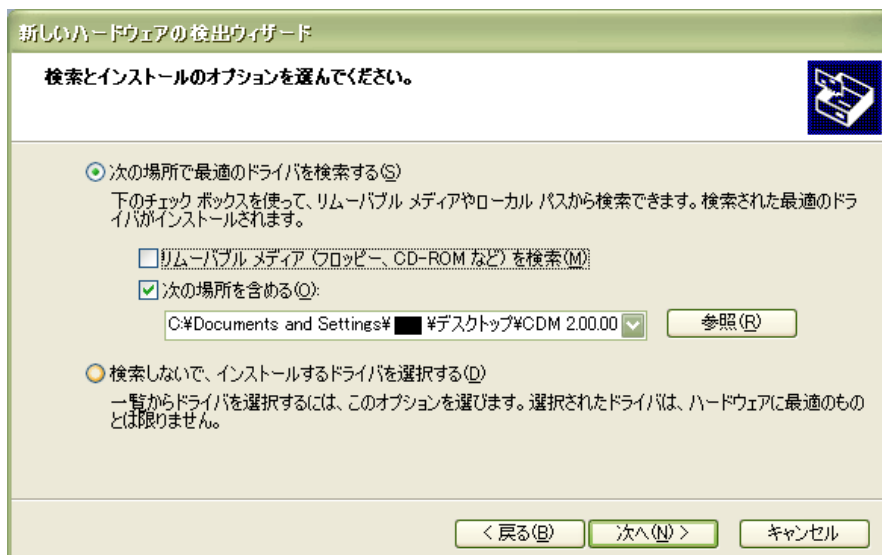 新しいハードウェアの検出ウィザード
検索とインストールのオプションを選んでください。
次の場所で最適のドライバを検索する(S)
下のチェック ボックスを使って、リムーバブル メディアやローカル パスから検索できます。検索された最適のドラ
イバがインストールされます。
リムーバブル メディア (フロッピー、CD-ROM など) を検索(M)
次の場所を含める(O):
C:¥Documents and Settings¥ ¥デスクトップ¥CDM 2.00.00
参照(R)
検索しないで、インストールするドライバを選択する(D)
一覧からドライバを選択するには、このオプションを選びます。選択されたドライバは、ハードウェアに最適のもの
とは限りません。
< 戻る(B) 次へ(N) > キャンセル